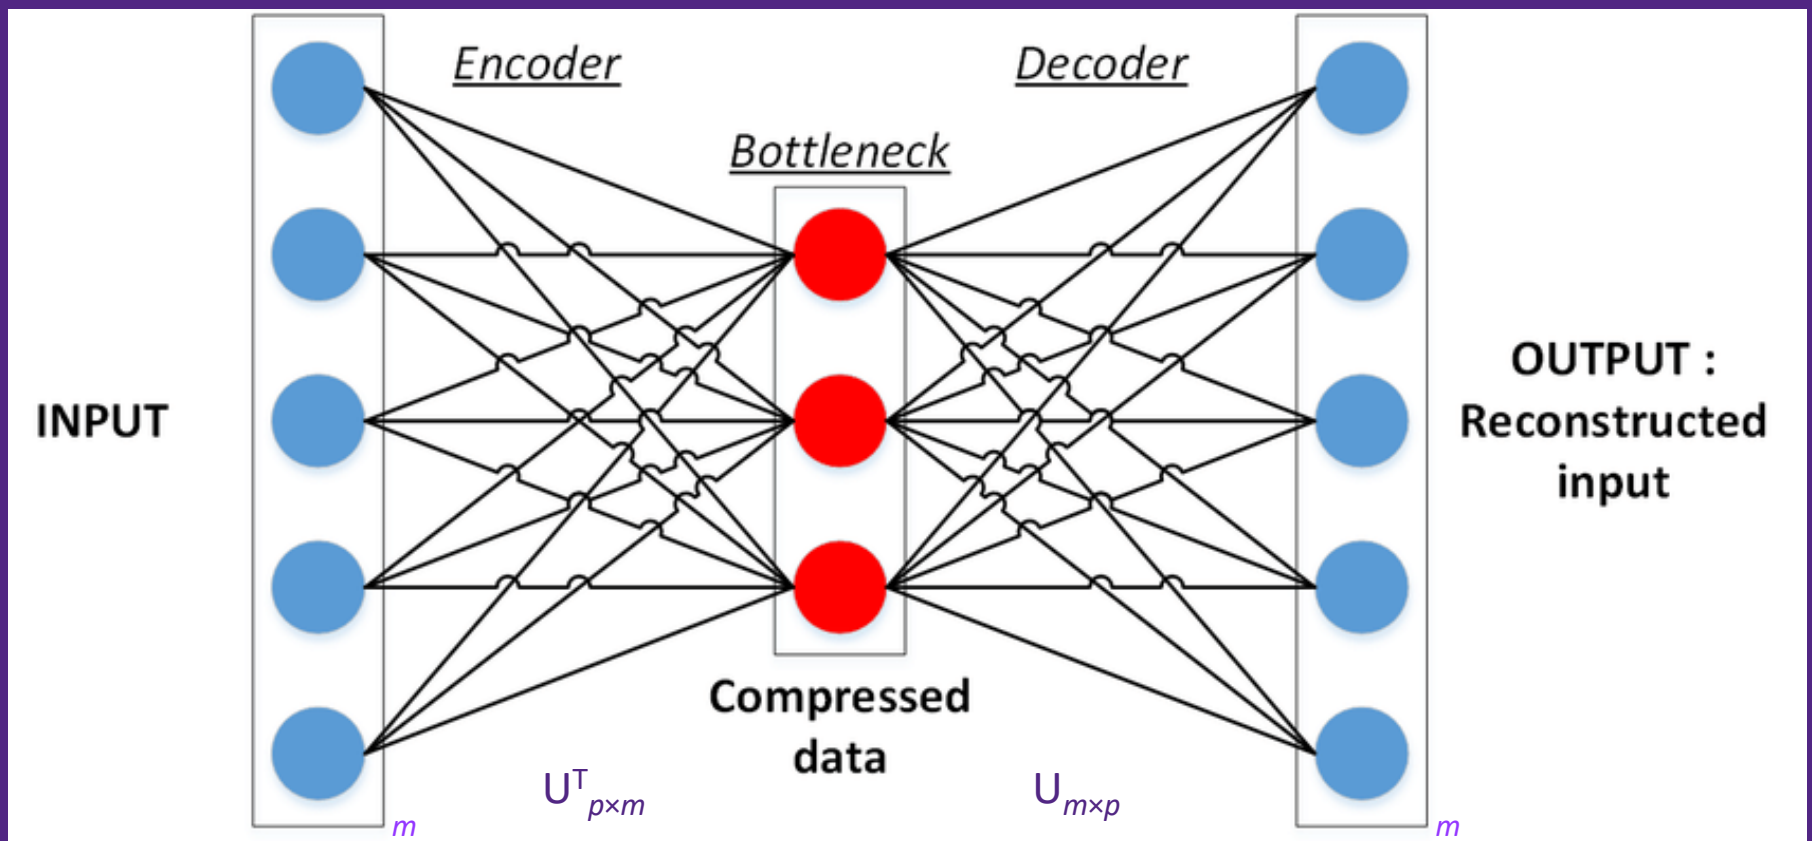 Encoder
Decoder
Bottleneck
INPUT
OUTPUT :
Reconstructed
input
Compressed
data
Uᵀp×m
Um×p
m
m